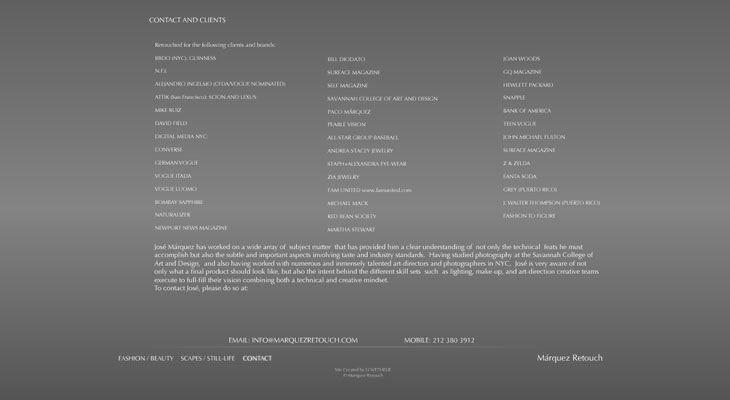 CONTACT AND CLIENTS
Retouched for the following clients and brands:
BBDO (NYC): GUINNESS
N.F.L
ALEJANDRO INGELMO (CFDA/VOGUE NOMINATED)
ATTIK (San Francisco): SCION AND LEXUS
MIKE RUIZ
DAVID FIELD
DIGITAL MEDIA NYC:
CONVERSE
GERMAN VOGUE
VOGUE ITALIA
VOGUE LUOMO
BOMBAY SAPPHIRE
NATURALIZER
NEWPORT NEWS MAGAZINE
BILL DIODATO
SURFACE MAGAZINE
SELF MAGAZINE
SAVANNAH COLLEGE OF ART AND DESIGN
PACO MÁRQUEZ
PEARLE VISION
ALL-STAR GROUP BASEBALL
ANDREA STACEY JEWELRY
STAPH+ALEXANDRA EYE WEAR
ZIA JEWELRY
FAM UNITED www.famunited.com
MICHAEL MACK
RED BEAN SOCIETY
MARTHA STEWART
JOAN WOODS
GQ MAGAZINE
HEWLETT PACKARD
SNAPPLE
BANK OF AMERICA
TEEN VOGUE
JOHN MICHAEL FULTON
SURFACE MAGAZINE
Z & ZELDA
FANTA SODA
GREY (PUERTO RICO)
J. WALTER THOMPSON (PUERTO RICO)
FASHION TO FIGURE
José Márquez has worked on a wide array of subject matter that has provided him a clear understanding of not only the technical feats he must
accomplish but also the subtle and important aspects involving taste and industry standards. Having studied photography at the Savannah College of
Art and Design, and also having worked with numerous and inmensely talented art-directors and photographers in NYC, José is very aware of not
only what a final product should look like, but also the intent behind the different skill sets such as lighting, make-up, and art-direction creative teams
execute to full-fill their vision combining both a technical and creative mindset.
To contact José, please do so at:
EMAIL: INFO@MARQUEZRETOUCH.COM MOBILE: 212 380 3912
FASHION / BEAUTY SCAPES / STILL-LIFE CONTACT Márquez Retouch
Site Created by
© Marquez Retouch